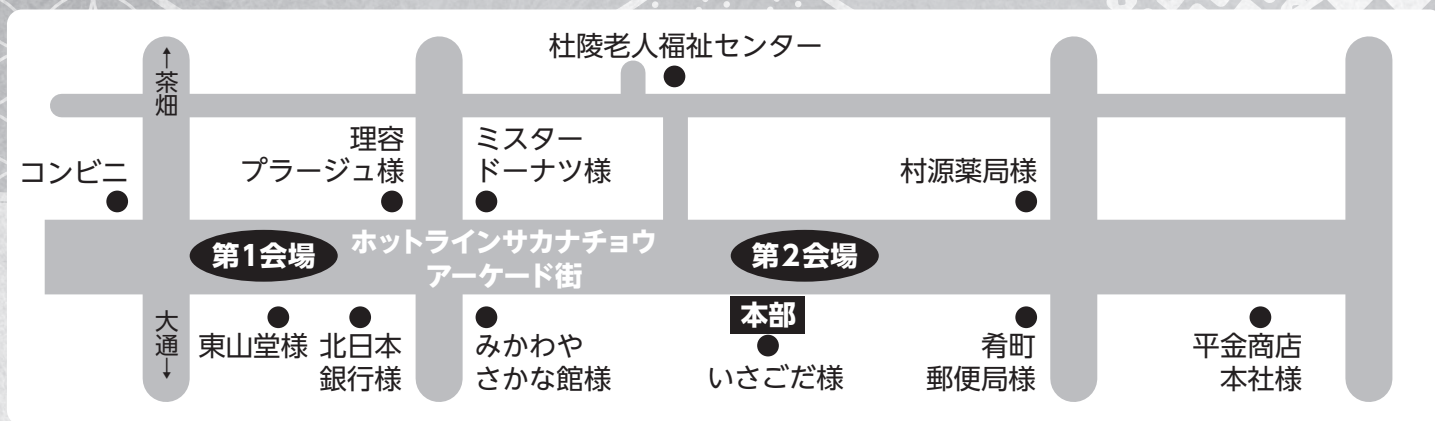 杜陵老人福祉センター
↑茶畑
コンビニ
理容
プラージュ様
ミスター
ドーナツ様
村源薬局様
第1会場
ホットラインサカナチョウ
アーケード街
第2会場
大通↓
東山堂様
北日本
銀行様
みかわや
さかな館様
本部
いさごだ様
肴町
郵便局様
平金商店
本社様